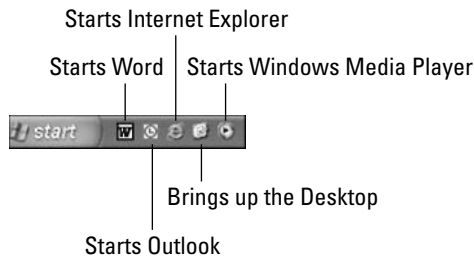 Starts Internet Explorer
Starts Word Starts Windows Media Player
start W
Brings up the Desktop
Starts Outlook